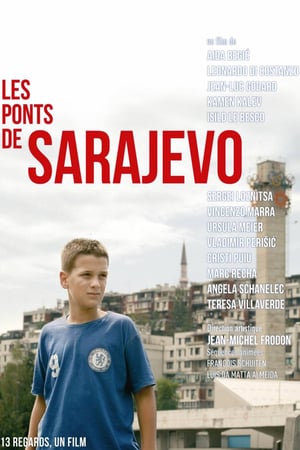 un film de
AIDA BEGIĆ
LEONARDO DI COSTANZO
JEAN-LUC GODARD
KAMEN KALEV
ISILD LE BESCO
LES
PONTS
DE
SARAJEVO
SERGEI LOZNITSA
VINCENZO MARRA
URSULA MEIER
VLADIMIR PERIŠIĆ
CRISTI PUIU
MARC RECHA
ANGELA SCHANELEC
TERESA VILLAVERDE
Direction artistique
JEAN-MICHEL FRODON
Séquences animées
FRANÇOIS SCHUITEN
LUÍS DA MATTA ALMEIDA
13 REGARDS, UN FILM